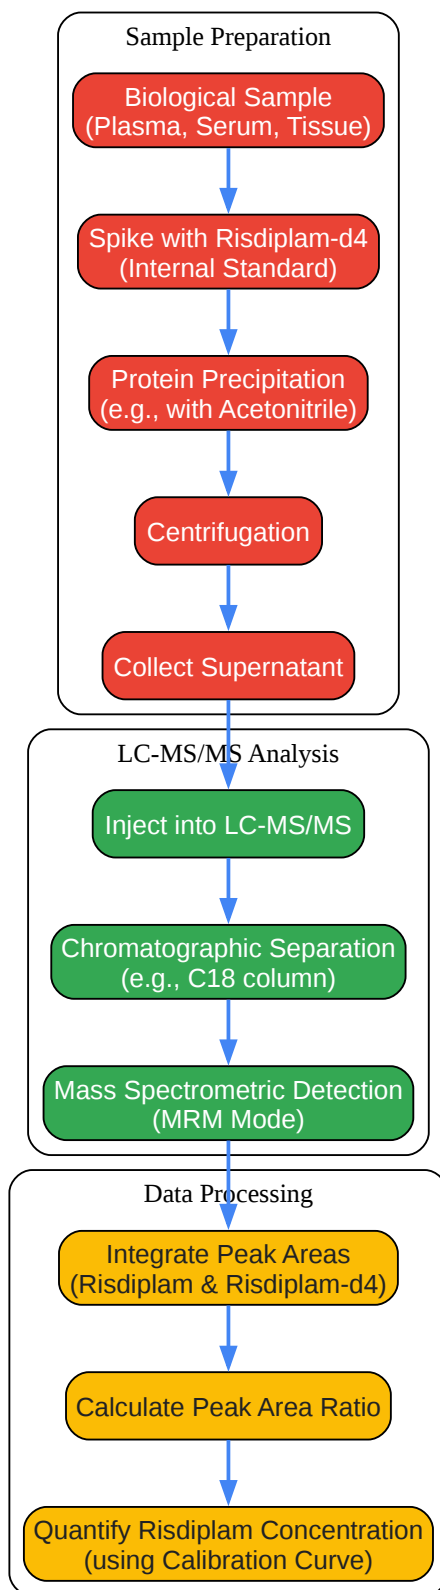 Sample Preparation
Biological Sample
(Plasma, Serum, Tissue)
Spike with Risdiplam-d4
(Internal Standard)
Protein Precipitation
(e.g., with Acetonitrile)
Centrifugation
Collect Supernatant
LC-MS/MS Analysis
Inject into LC-MS/MS
Chromatographic Separation
(e.g., C18 column)
Mass Spectrometric Detection
(MRM Mode)
Data Processing
Integrate Peak Areas
(Risdiplam & Risdiplam-d4)
Calculate Peak Area Ratio
Quantify Risdiplam Concentration
(using Calibration Curve)